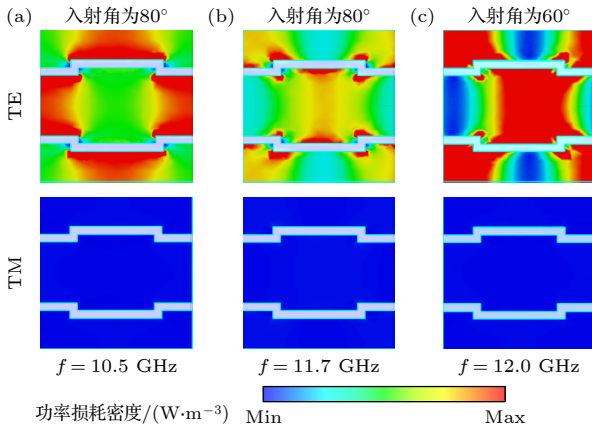 (a) 入射角为80° (b) 入射角为80° (c) 入射角为60°
TE
TM
f = 10.5 GHz f = 11.7 GHz f = 12.0 GHz
功率损耗密度/(W·m⁻³) Min Max